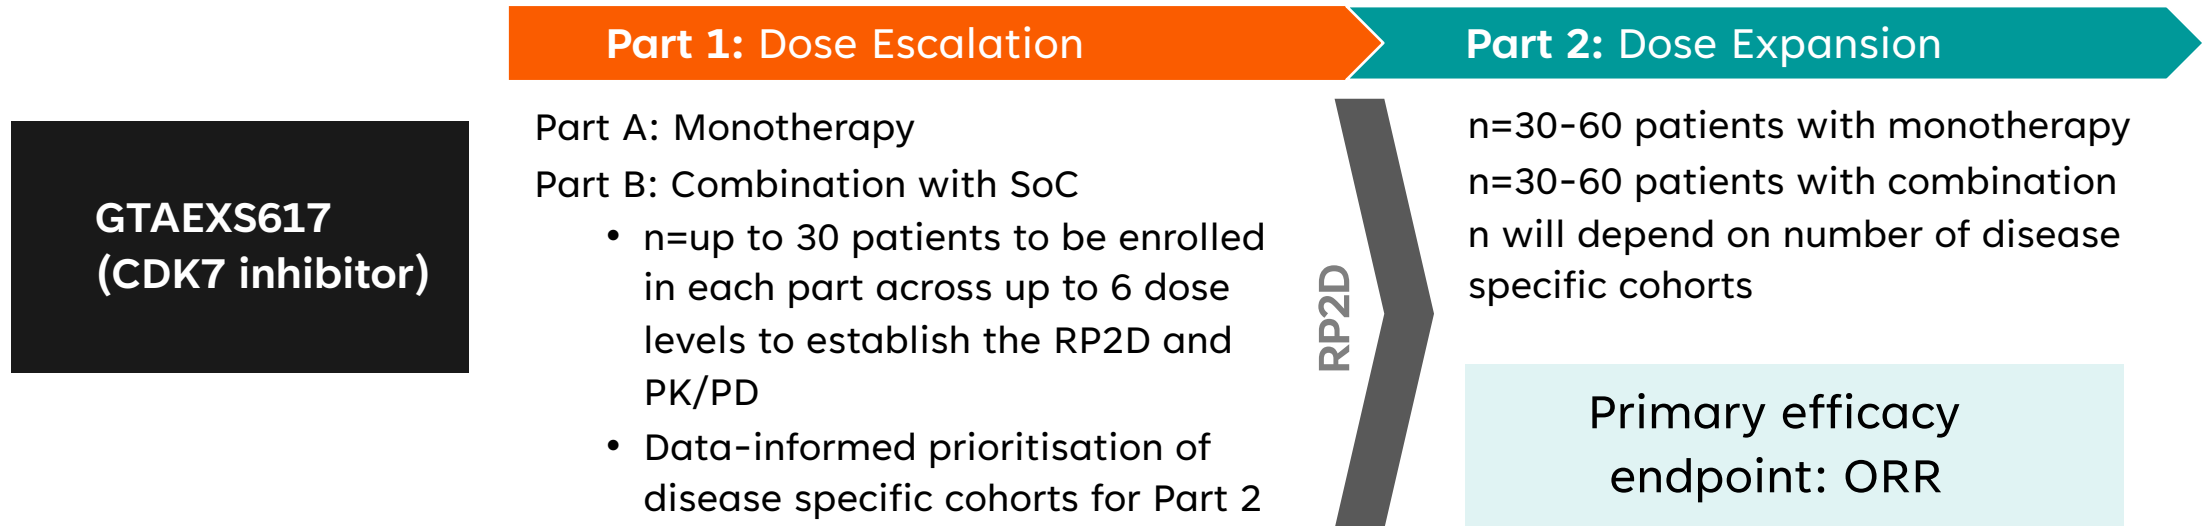 Part 1: Dose Escalation
Part 2: Dose Expansion
GTAEXS617
(CDK7 inhibitor)
Part A: Monotherapy
Part B: Combination with SoC
• n=up to 30 patients to be enrolled
in each part across up to 6 dose
levels to establish the RP2D and
PK/PD
• Data-informed prioritisation of
disease specific cohorts for Part 2
RP2D
n=30-60 patients with monotherapy
n=30-60 patients with combination
n will depend on number of disease
specific cohorts
Primary efficacy
endpoint: ORR